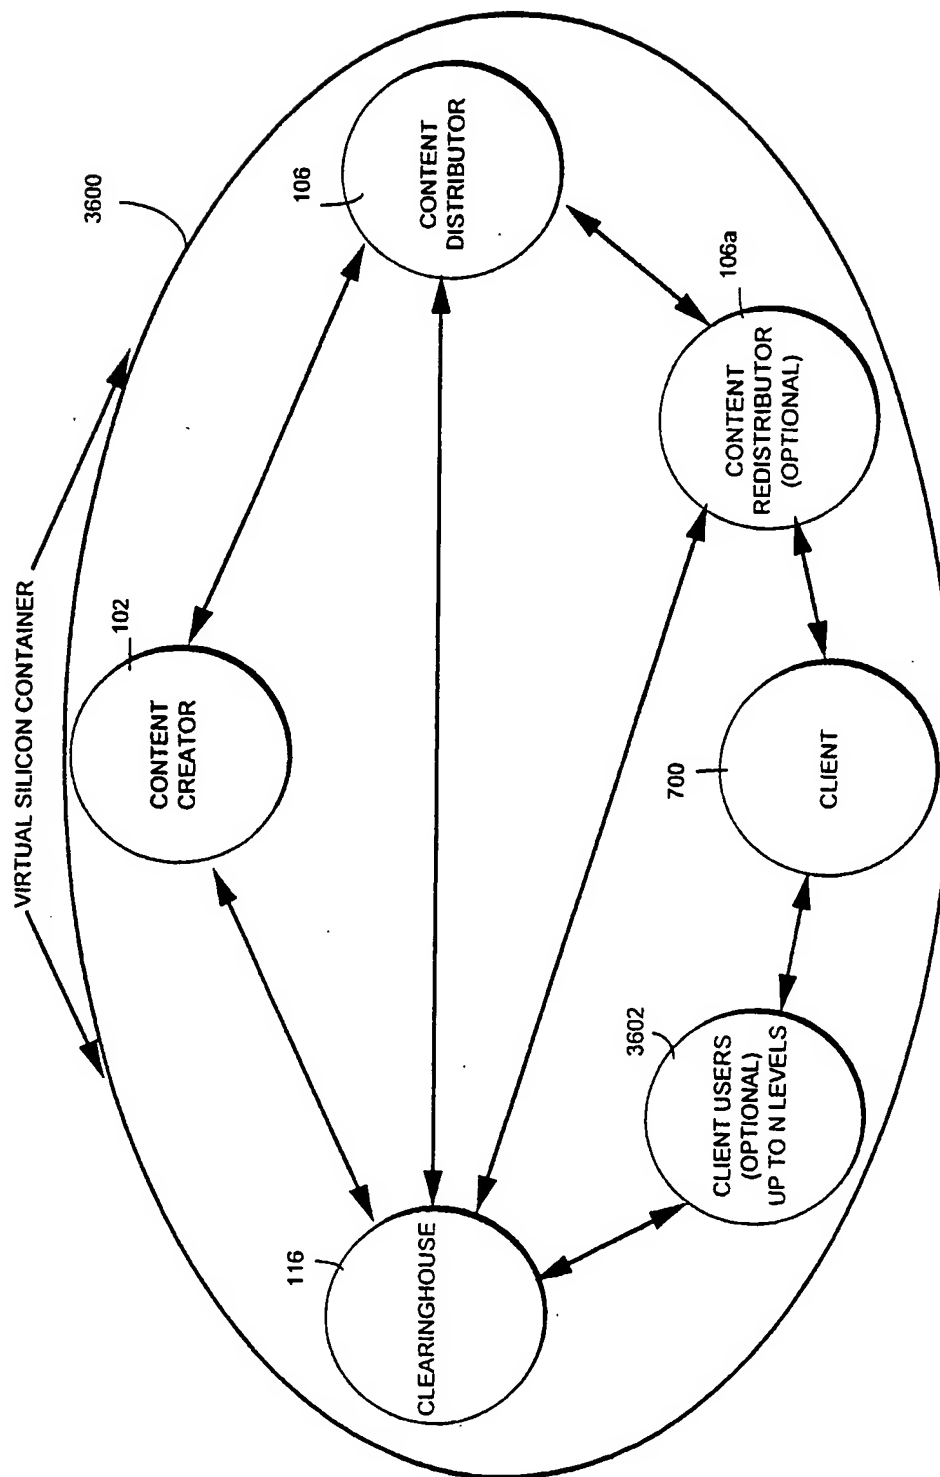 VIRTUAL SILICON CONTAINER
3600
102
CONTENT
CREATOR
106
CONTENT
DISTRIBUTOR
116
CLEARINGHOUSE
106a
CONTENT
REDISTRIBUTOR
(OPTIONAL)
3602
CLIENT USERS
(OPTIONAL)
UP TO N LEVELS
700
CLIENT